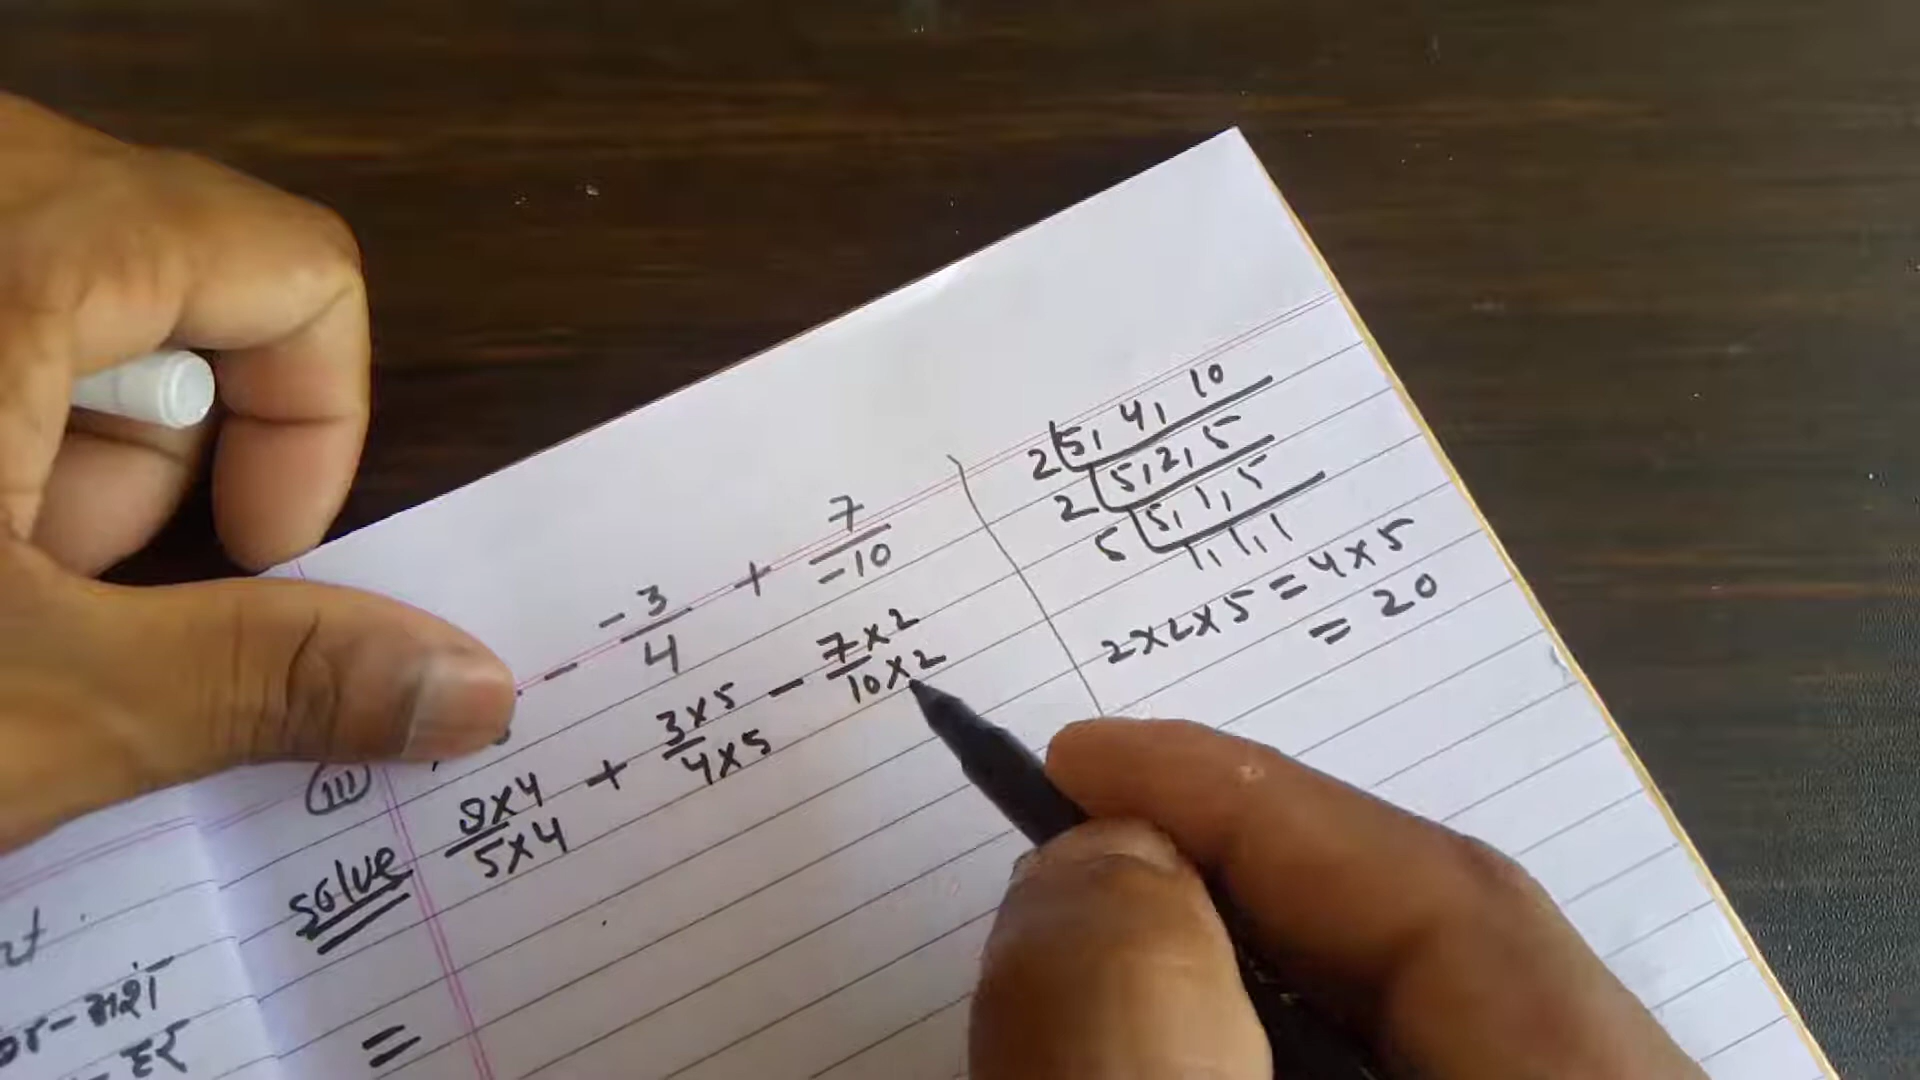 - -3/4 + 7/-10
(iii)
solve 8×4/5×4 + 3×5/4×5 - 7×2/10×2
=
2 | 5, 4, 10
2 | 5, 2, 5
5 | 5, 1, 5
1, 1, 1
2×2×5 = 4×5
= 20
- अंश
- हर